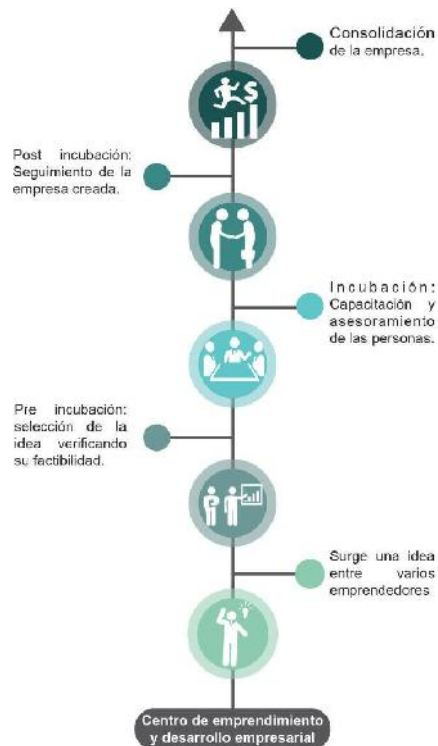 Consolidación
de la empresa.
Post incubación:
Seguimiento de la
empresa creada.
Incubación:
Capacitación y
asesoramiento
de las personas.
Pre incubación:
selección de la
idea verificando
su factibilidad.
Surge una idea
entre varios
emprendedores
Centro de emprendimiento
y desarrollo empresarial